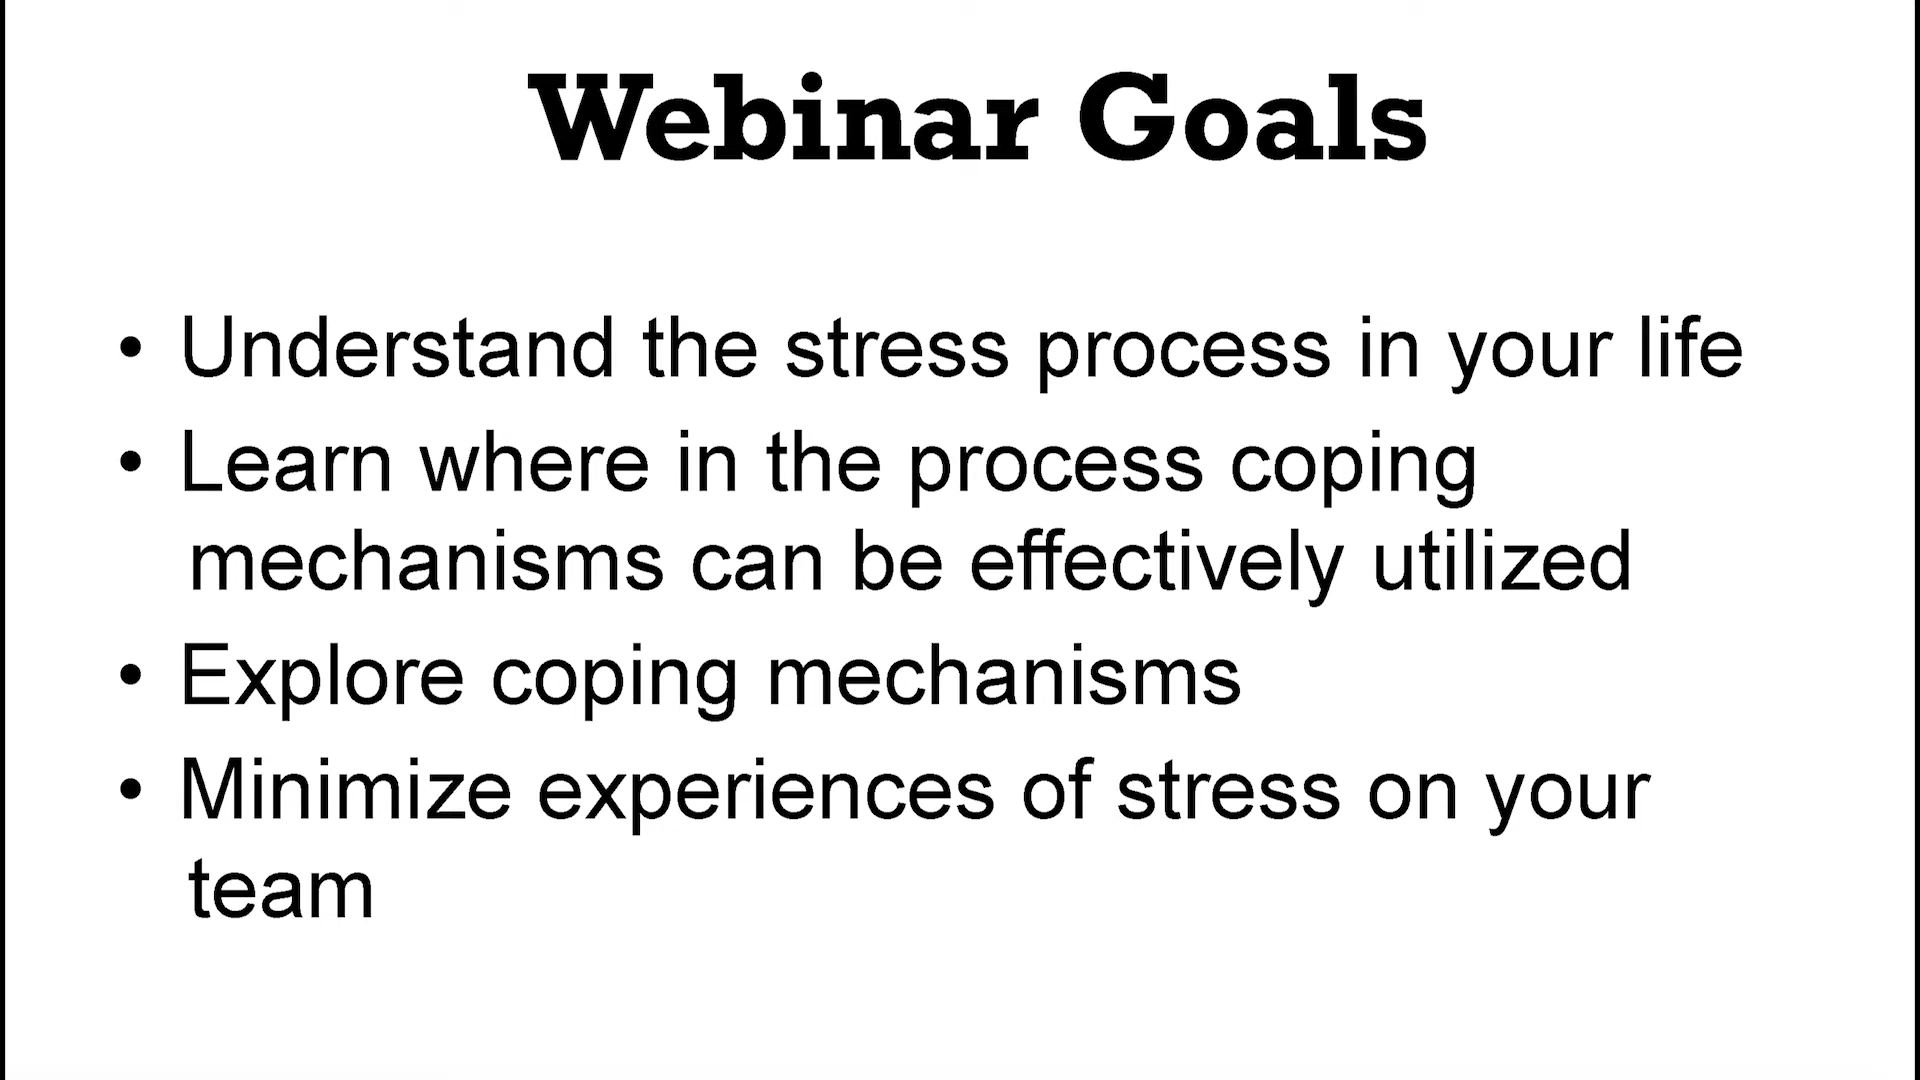 Webinar Goals
• Understand the stress process in your life
• Learn where in the process coping
mechanisms can be effectively utilized
• Explore coping mechanisms
• Minimize experiences of stress on your
team